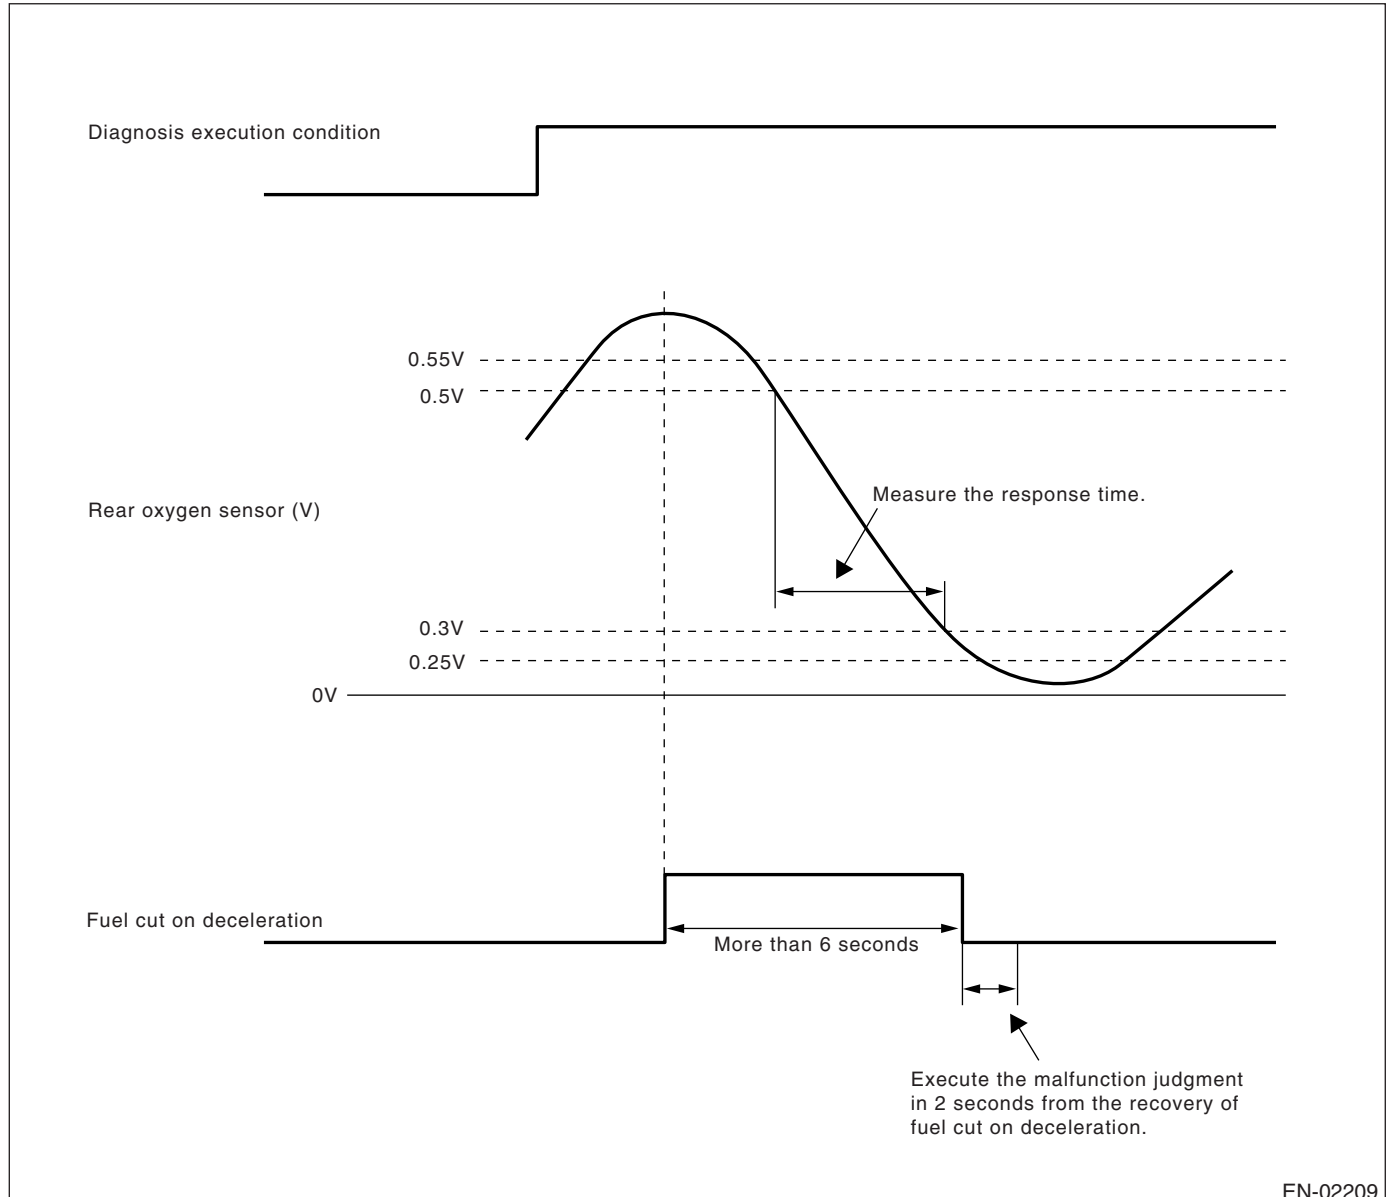 Diagnosis execution condition
0.55V
0.5V
Measure the response time.
Rear oxygen sensor (V)
0.3V
0.25V
0V
Fuel cut on deceleration
More than 6 seconds
Execute the malfunction judgment
in 2 seconds from the recovery of
fuel cut on deceleration.
EN-02209